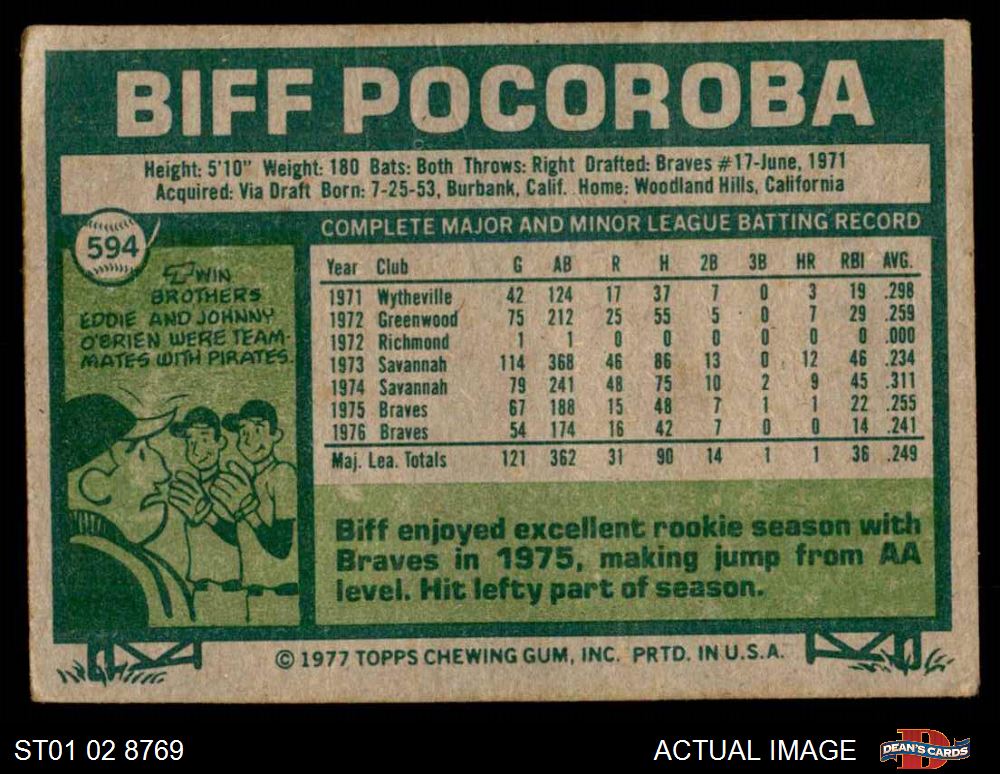 BIFF POCOROBA
Height: 5'10" Weight: 180 Bats: Both Throws: Right Drafted: Braves #17-June, 1971
Acquired: Via Draft Born: 7-25-53, Burbank, Calif. Home: Woodland Hills, California
594
TWIN
BROTHERS
EDDIE AND JOHNNY
O'BRIEN WERE TEAM-
MATES WITH PIRATES.
COMPLETE MAJOR AND MINOR LEAGUE BATTING RECORD
Year Club G AB R H 2B 3B HR RBI AVG.
1971 Wytheville 42 124 17 37 7 0 3 19 .298
1972 Greenwood 75 212 25 55 5 0 7 29 .259
1972 Richmond 1 1 0 0 0 0 0 0 .000
1973 Savannah 114 368 46 86 13 0 12 46 .234
1974 Savannah 79 241 48 75 10 2 9 45 .311
1975 Braves 67 188 15 48 7 1 1 22 .255
1976 Braves 54 174 16 42 7 0 0 14 .241
Maj. Lea. Totals 121 362 31 90 14 1 1 36 .249
Biff enjoyed excellent rookie season with
Braves in 1975, making jump from AA
level. Hit lefty part of season.
© 1977 TOPPS CHEWING GUM, INC. PRTD. IN U.S.A.
ST01 02 8769
ACTUAL IMAGE
D
DEAN'S CARDS